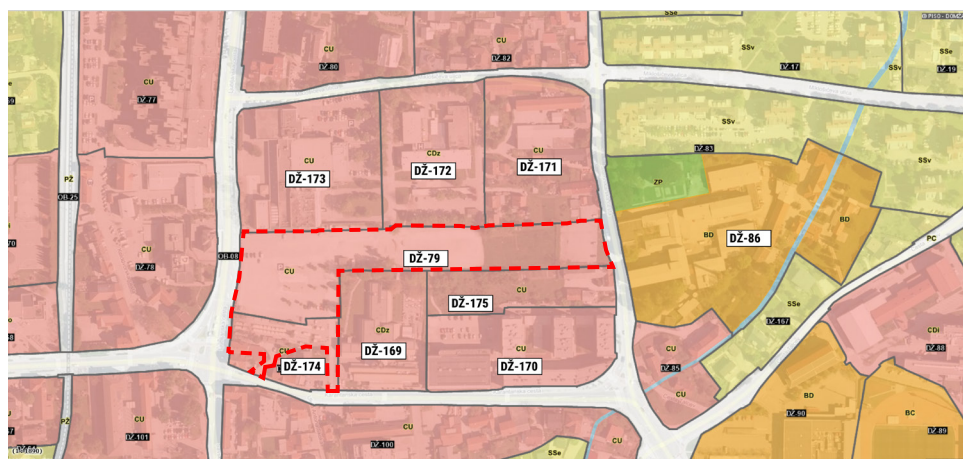 © PISO - DOMŽA
SSe
CU
CU
DŽ-80
DŽ-82
DŽ-17
SSv
SSv
SSe
DŽ-19
CU
DŽ-77
SSv
PŽ
OB-25
CU
DŽ-173
CDz
DŽ-172
CU
DŽ-171
DŽ-83
SSv
ZP
BD
BD
DŽ-86
PC
CU
DŽ-78
OB-08
CU
DŽ-79
CU
DŽ-175
SSe
DŽ-167
CU
DŽ-174
CDz
DŽ-169
CU
DŽ-170
CU
DŽ-85
CDi
DŽ-88
CU
PŽ
CU
DŽ-101
DŽ-100
SSe
CU
BD
DŽ-90
BC
DŽ-89